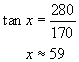 tan x = 280/170
x ≈ 59